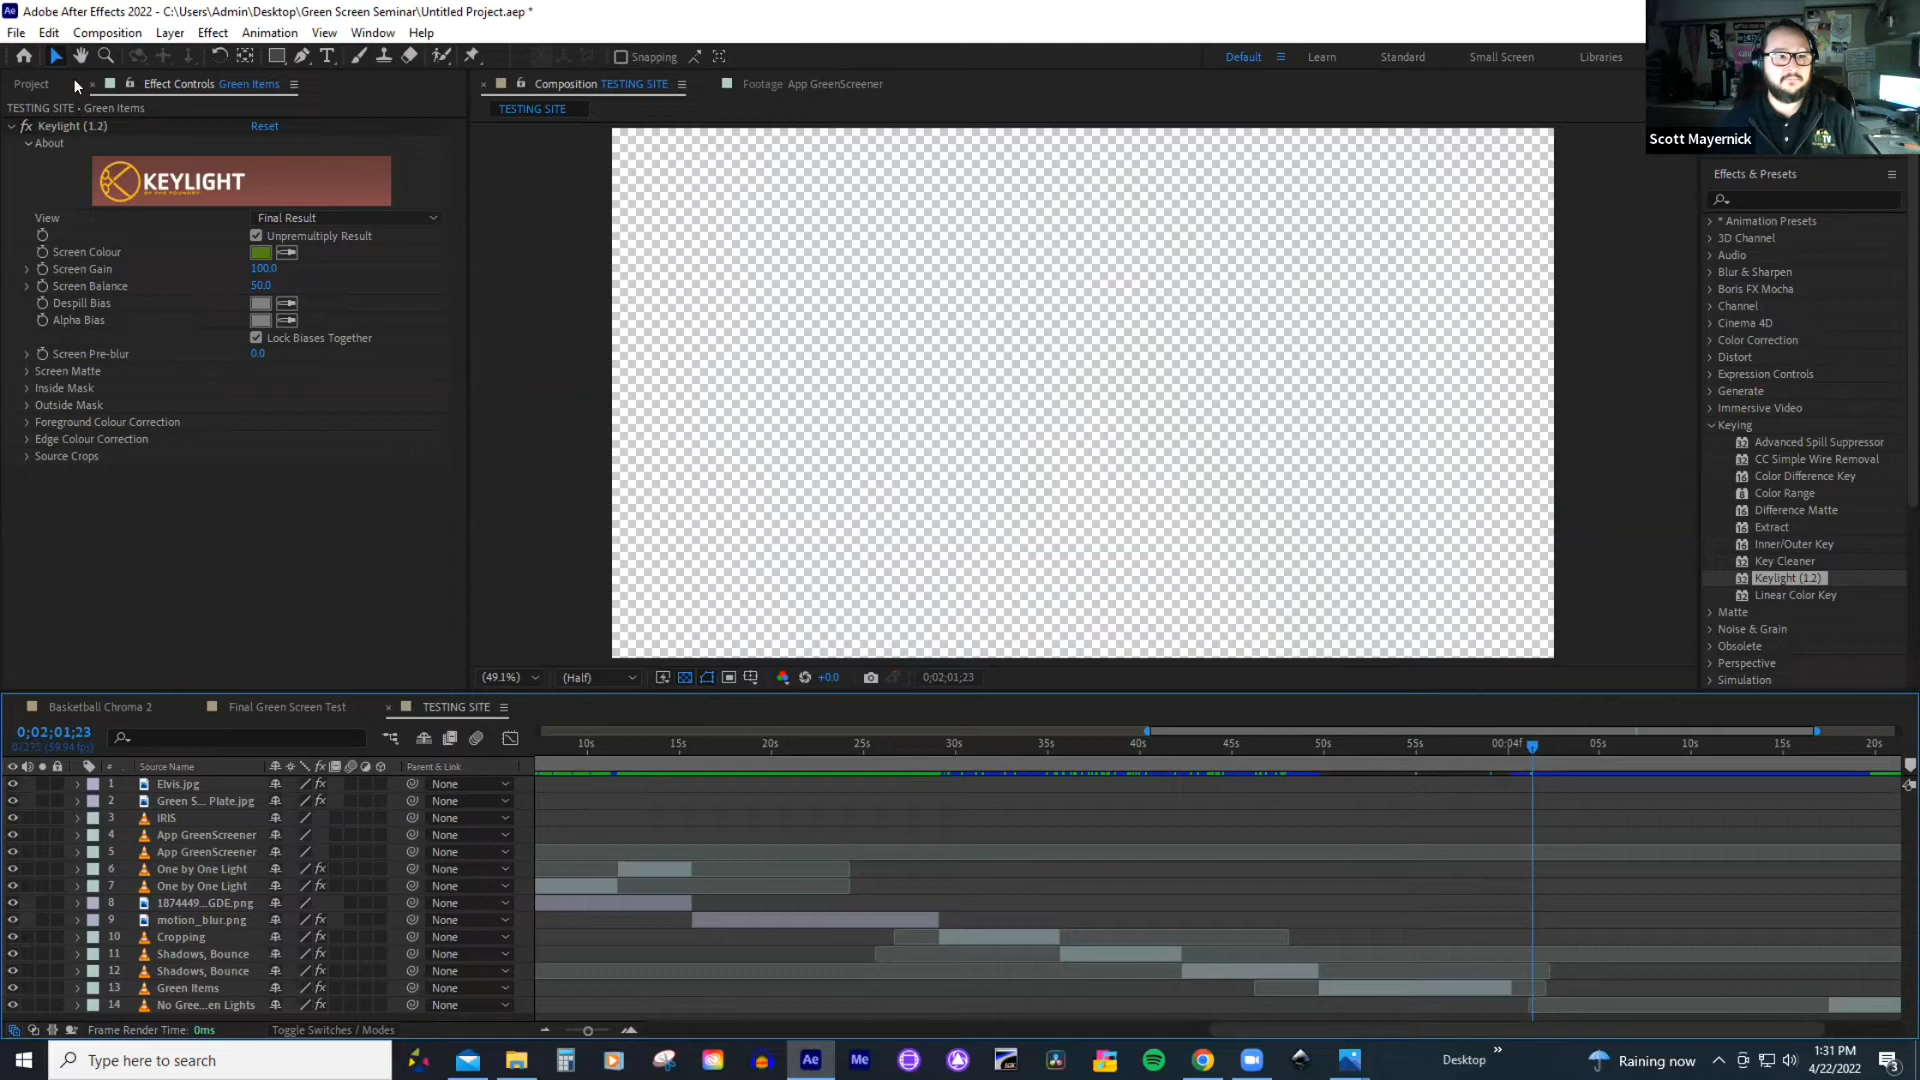 Adobe After Effects 2022 - C:\Users\Admin\Desktop\Green Screen Seminar\Untitled Project.aep *
File Edit Composition Layer Effect Animation View Window Help
Snapping
Default Learn Standard Small Screen Libraries
Scott Mayernick
Project Effect Controls Green Items
TESTING SITE • Green Items
fx Keylight (1.2) Reset
About
KEYLIGHT
View Final Result
Unpremultiply Result
Screen Colour
Screen Gain 100.0
Screen Balance 50.0
Despill Bias
Alpha Bias
Lock Biases Together
Screen Pre-blur 0.0
Screen Matte
Inside Mask
Outside Mask
Foreground Colour Correction
Edge Colour Correction
Source Crops
Composition TESTING SITE Footage App GreenScreener
TESTING SITE
(49.1%) (Half) +0.0 0;02;01;23
Effects & Presets
* Animation Presets
3D Channel
Audio
Blur & Sharpen
Boris FX Mocha
Channel
Cinema 4D
Color Correction
Distort
Expression Controls
Generate
Immersive Video
Keying
Advanced Spill Suppressor
CC Simple Wire Removal
Color Difference Key
Color Range
Difference Matte
Extract
Inner/Outer Key
Key Cleaner
Keylight (1.2)
Linear Color Key
Matte
Noise & Grain
Obsolete
Perspective
Simulation
Basketball Chroma 2 Final Green Screen Test TESTING SITE
0;02;01;23
10s 15s 20s 25s 30s 35s 40s 45s 50s 55s 00:04f 05s 10s 15s 20s
# Source Name fx Parent & Link
1 Elvis.jpg fx None
2 Green S... Plate.jpg fx None
3 IRIS None
4 App GreenScreener None
5 App GreenScreener None
6 One by One Light fx None
7 One by One Light fx None
8 1874449...GDE.png None
9 motion_blur.png fx None
10 Cropping fx None
11 Shadows, Bounce fx None
12 Shadows, Bounce fx None
13 Green Items fx None
14 No Gree...en Lights fx None
Frame Render Time: 0ms Toggle Switches / Modes
Type here to search
Ae Me
Desktop
Raining now
1:31 PM
4/22/2022
3